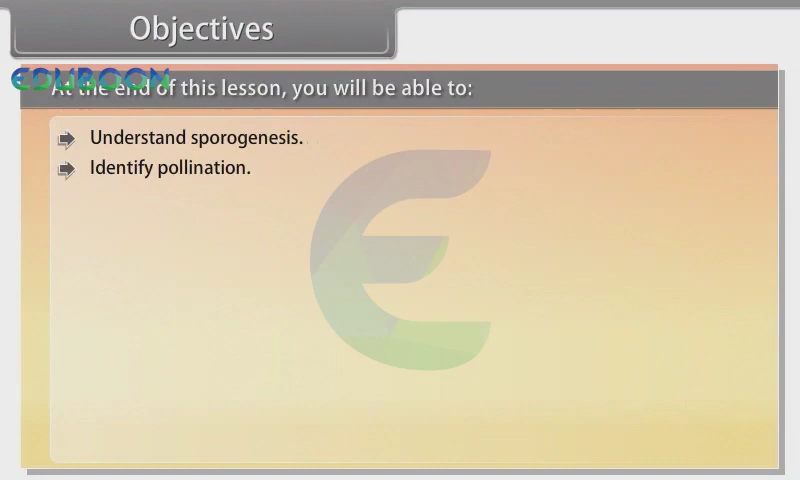 Objectives
EDUBOON
At the end of this lesson, you will be able to:
Understand sporogenesis.
Identify pollination.